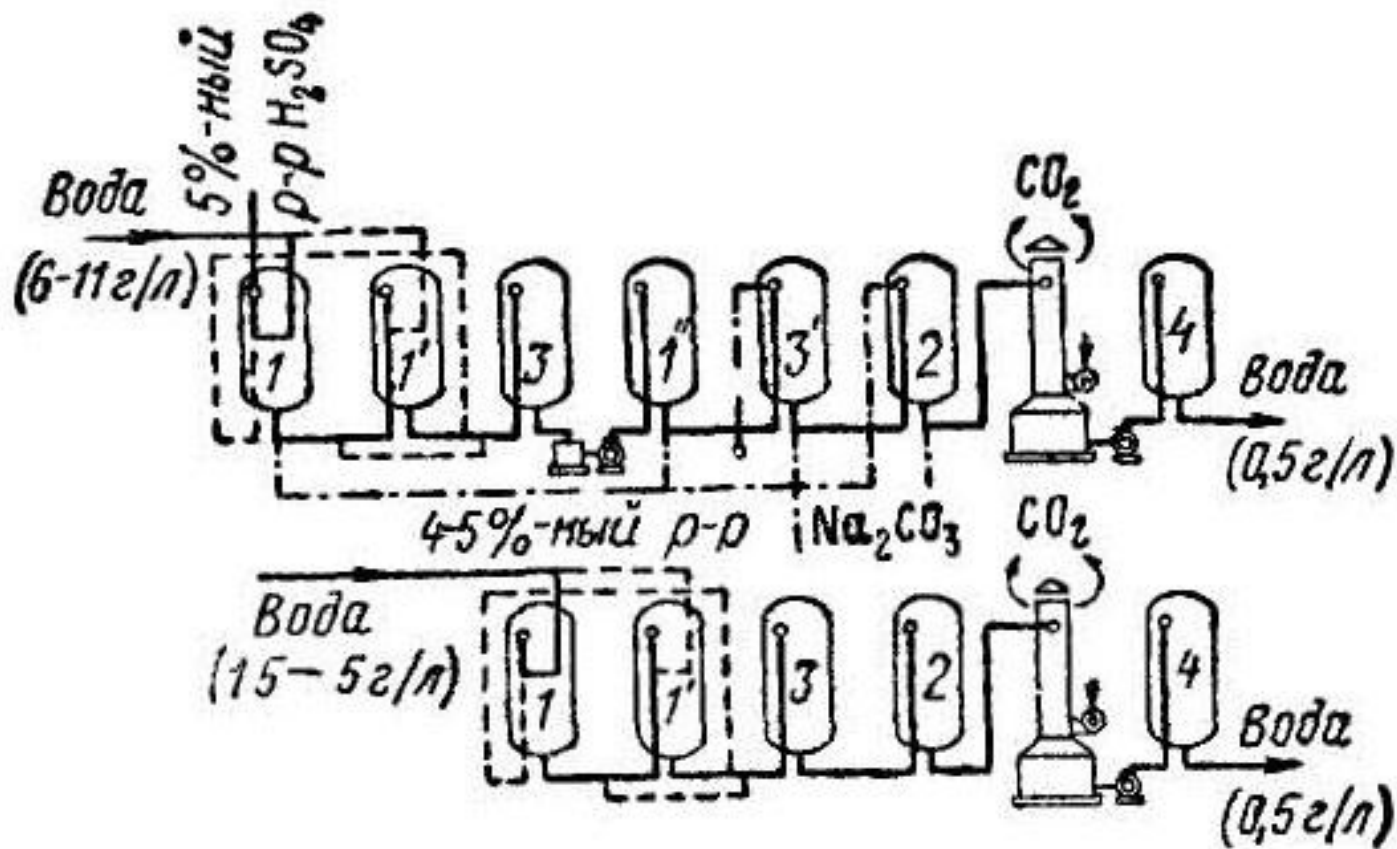 5%-ный
р-р H₂SO₄
Вода
(6-11г/л)
CO₂
1
1'
3
1"
3'
2
4
Вода
(0,5г/л)
4-5%-ный р-р
Na₂CO₃
CO₂
Вода
(15-5г/л)
1
1'
3
2
4
Вода
(0,5г/л)